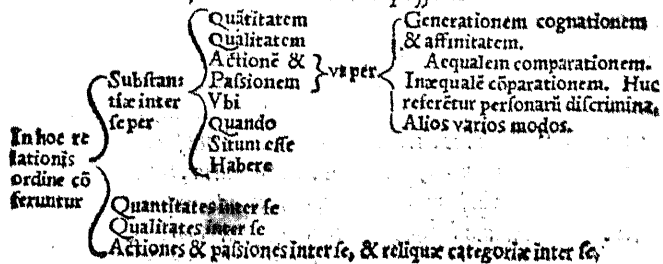 In hoc re
lationis
ordine cō
feruntur
Substan
tiæ inter
se per
Quātitatem
Qualitatem
Actionē &
Passionem
Vbi
Quando
Situm esse
Habere
vt per
Generationem cognationem
& affinitatem.
Aequalem comparationem.
Inæqualē cōparationem. Huc
referētur personarū discrimina.
Alios varios modos.
Quantitates inter se
Qualitates inter se
Actiones & passiones inter se, & reliquæ categoriæ inter se,